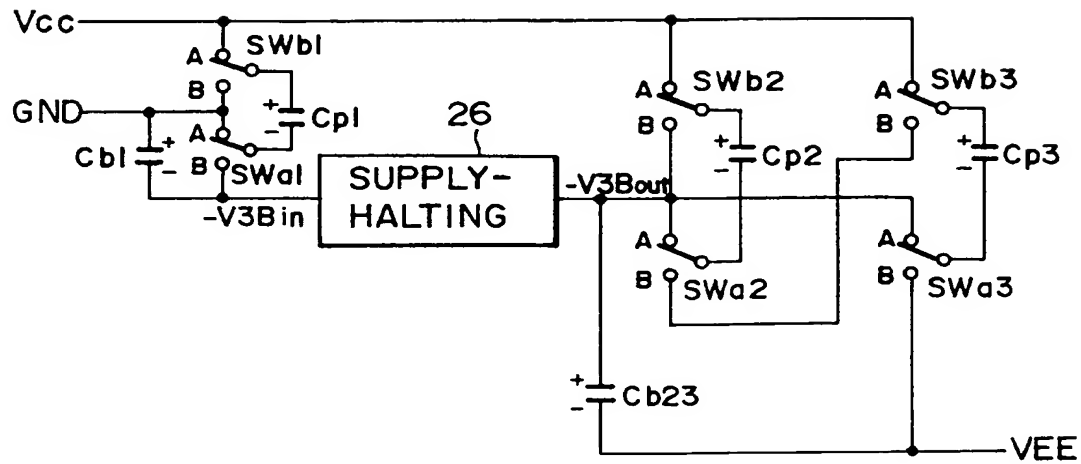 Vcc
SWb1
A
B
+
-
Cp1
GND
A
B
SWa1
+
-
Cb1
-V3Bin
26
SUPPLY-
HALTING
-V3Bout
A
B
SWb2
+
-
Cp2
A
B
SWa2
A
B
SWb3
+
-
Cp3
A
B
SWa3
+
-
Cb23
VEE